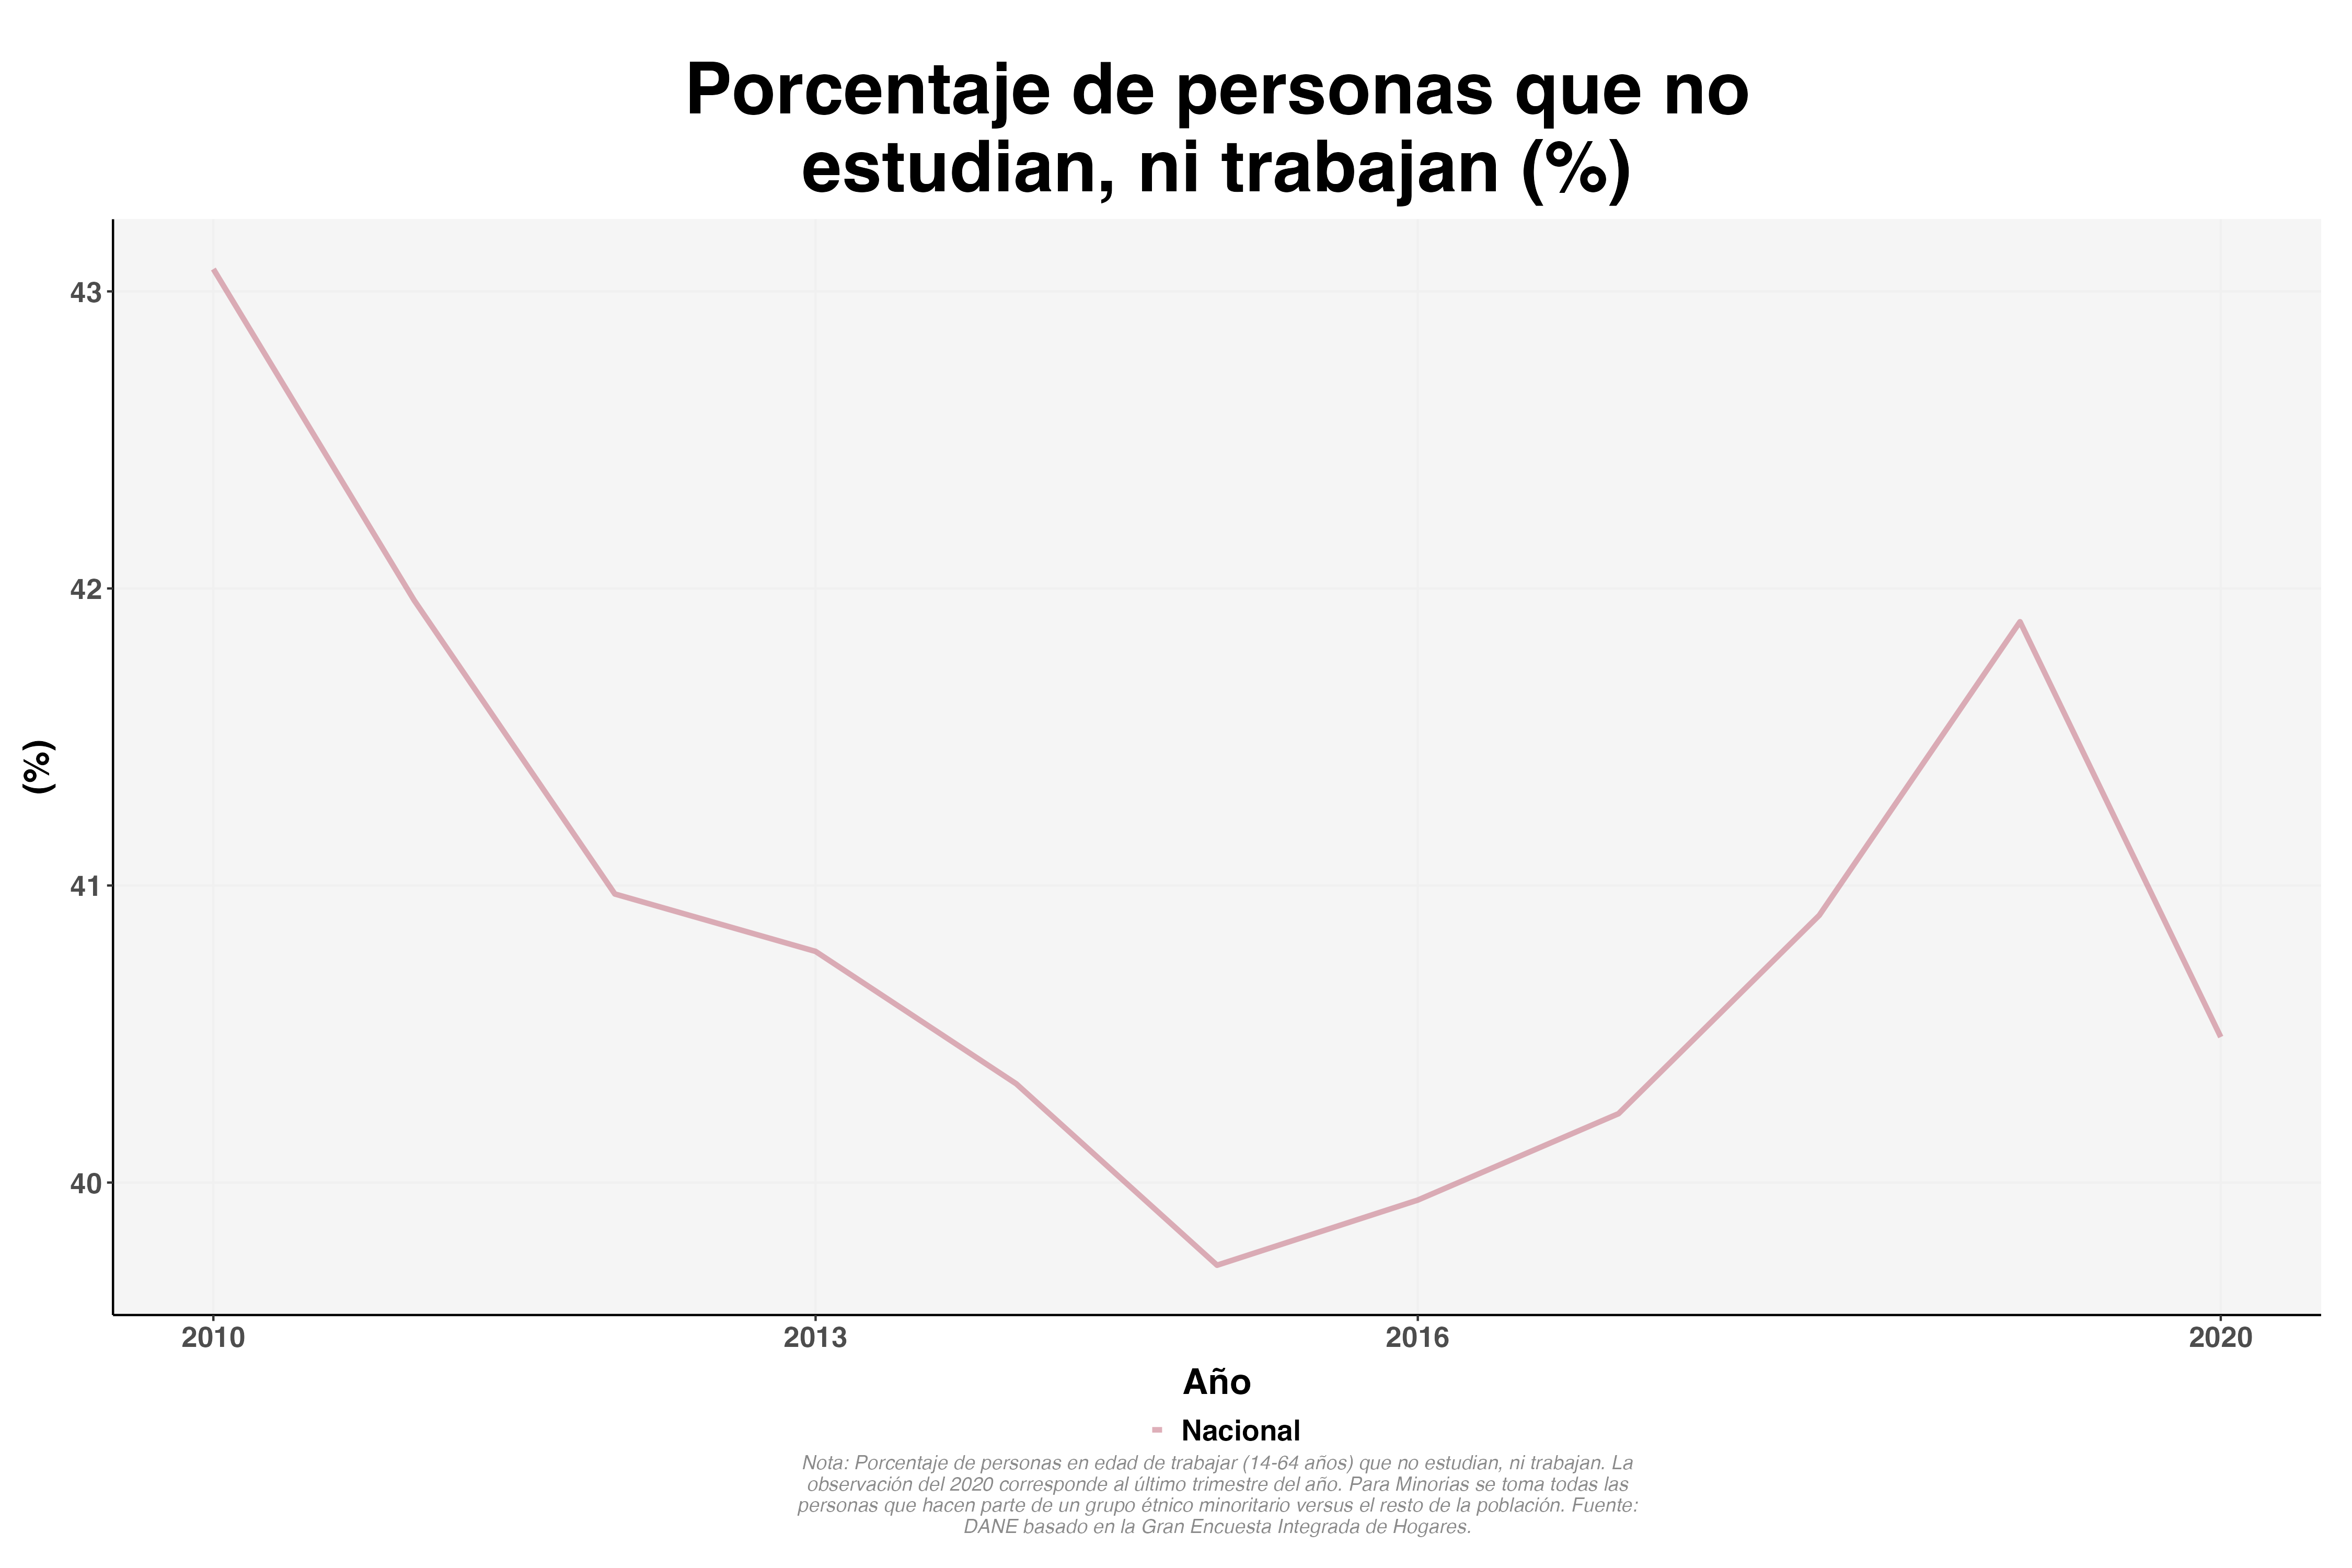 Porcentaje de personas que no
estudian, ni trabajan (%)
43
42
41
40
(%)
2010 2013 2016 2020
Año
Nacional
Nota: Porcentaje de personas en edad de trabajar (14-64 años) que no estudian, ni trabajan. La
observación del 2020 corresponde al último trimestre del año. Para Minorias se toma todas las
personas que hacen parte de un grupo étnico minoritario versus el resto de la población. Fuente:
DANE basado en la Gran Encuesta Integrada de Hogares.